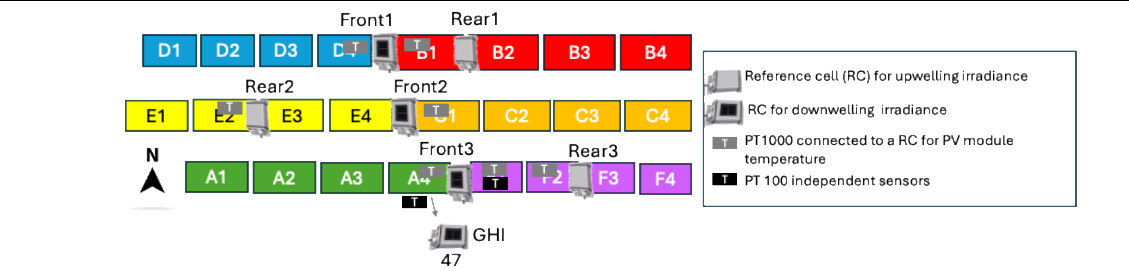 Front1 Rear1
D1 D2 D3 D4 T T B1 B2 B3 B4
Rear2 Front2
E1 E2 T E3 E4 T C1 C2 C3 C4
Front3 Rear3
N
A1 A2 A3 A4 T T T T F2 F3 F4
T
GHI
47
Reference cell (RC) for upwelling irradiance
RC for downwelling irradiance
T PT1000 connected to a RC for PV module
temperature
T PT 100 independent sensors